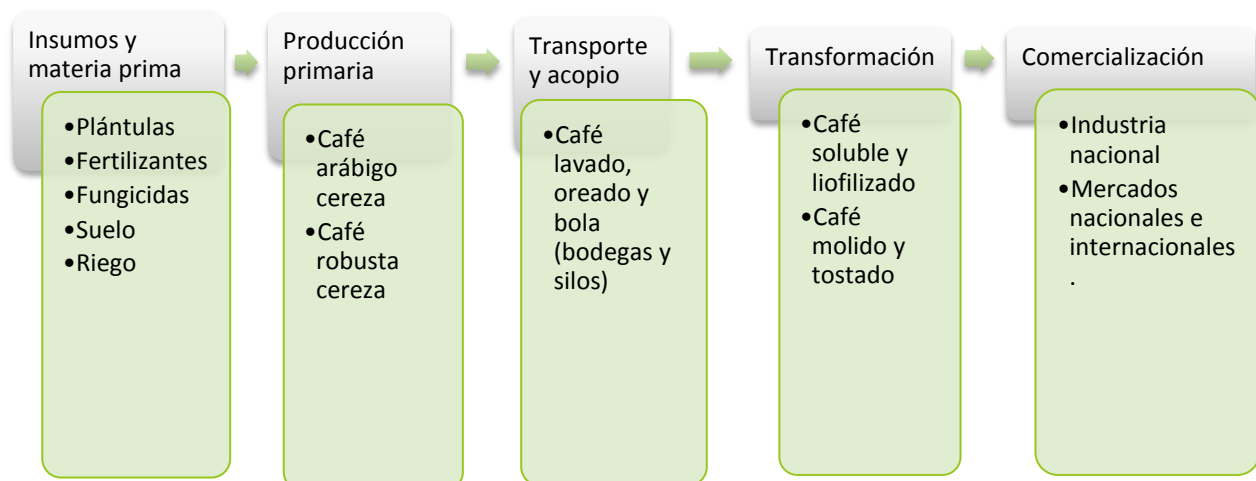 Insumos y
materia prima
•Plántulas
•Fertilizantes
•Fungicidas
•Suelo
•Riego
Producción
primaria
•Café
arábigo
cereza
•Café
robusta
cereza
Transporte
y acopio
•Café
lavado,
oreado y
bola
(bodegas y
silos)
Transformación
•Café
soluble y
liofilizado
•Café
molido y
tostado
Comercialización
•Industria
nacional
•Mercados
nacionales e
internacionales
.